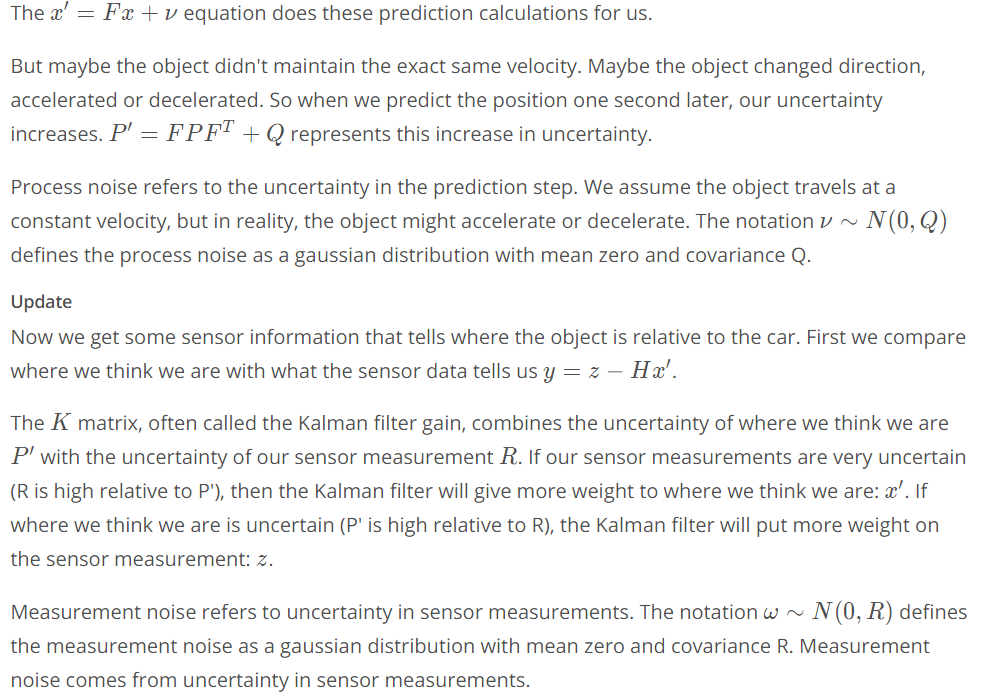 The x′ = Fx + ν equation does these prediction calculations for us.
But maybe the object didn't maintain the exact same velocity. Maybe the object changed direction,
accelerated or decelerated. So when we predict the position one second later, our uncertainty
increases. P′ = FPFᵀ + Q represents this increase in uncertainty.
Process noise refers to the uncertainty in the prediction step. We assume the object travels at a
constant velocity, but in reality, the object might accelerate or decelerate. The notation ν ∼ N(0, Q)
defines the process noise as a gaussian distribution with mean zero and covariance Q.
Update
Now we get some sensor information that tells where the object is relative to the car. First we compare
where we think we are with what the sensor data tells us y = z − Hx′.
The K matrix, often called the Kalman filter gain, combines the uncertainty of where we think we are
P′ with the uncertainty of our sensor measurement R. If our sensor measurements are very uncertain
(R is high relative to P'), then the Kalman filter will give more weight to where we think we are: x′. If
where we think we are is uncertain (P' is high relative to R), the Kalman filter will put more weight on
the sensor measurement: z.
Measurement noise refers to uncertainty in sensor measurements. The notation ω ∼ N(0, R) defines
the measurement noise as a gaussian distribution with mean zero and covariance R. Measurement
noise comes from uncertainty in sensor measurements.